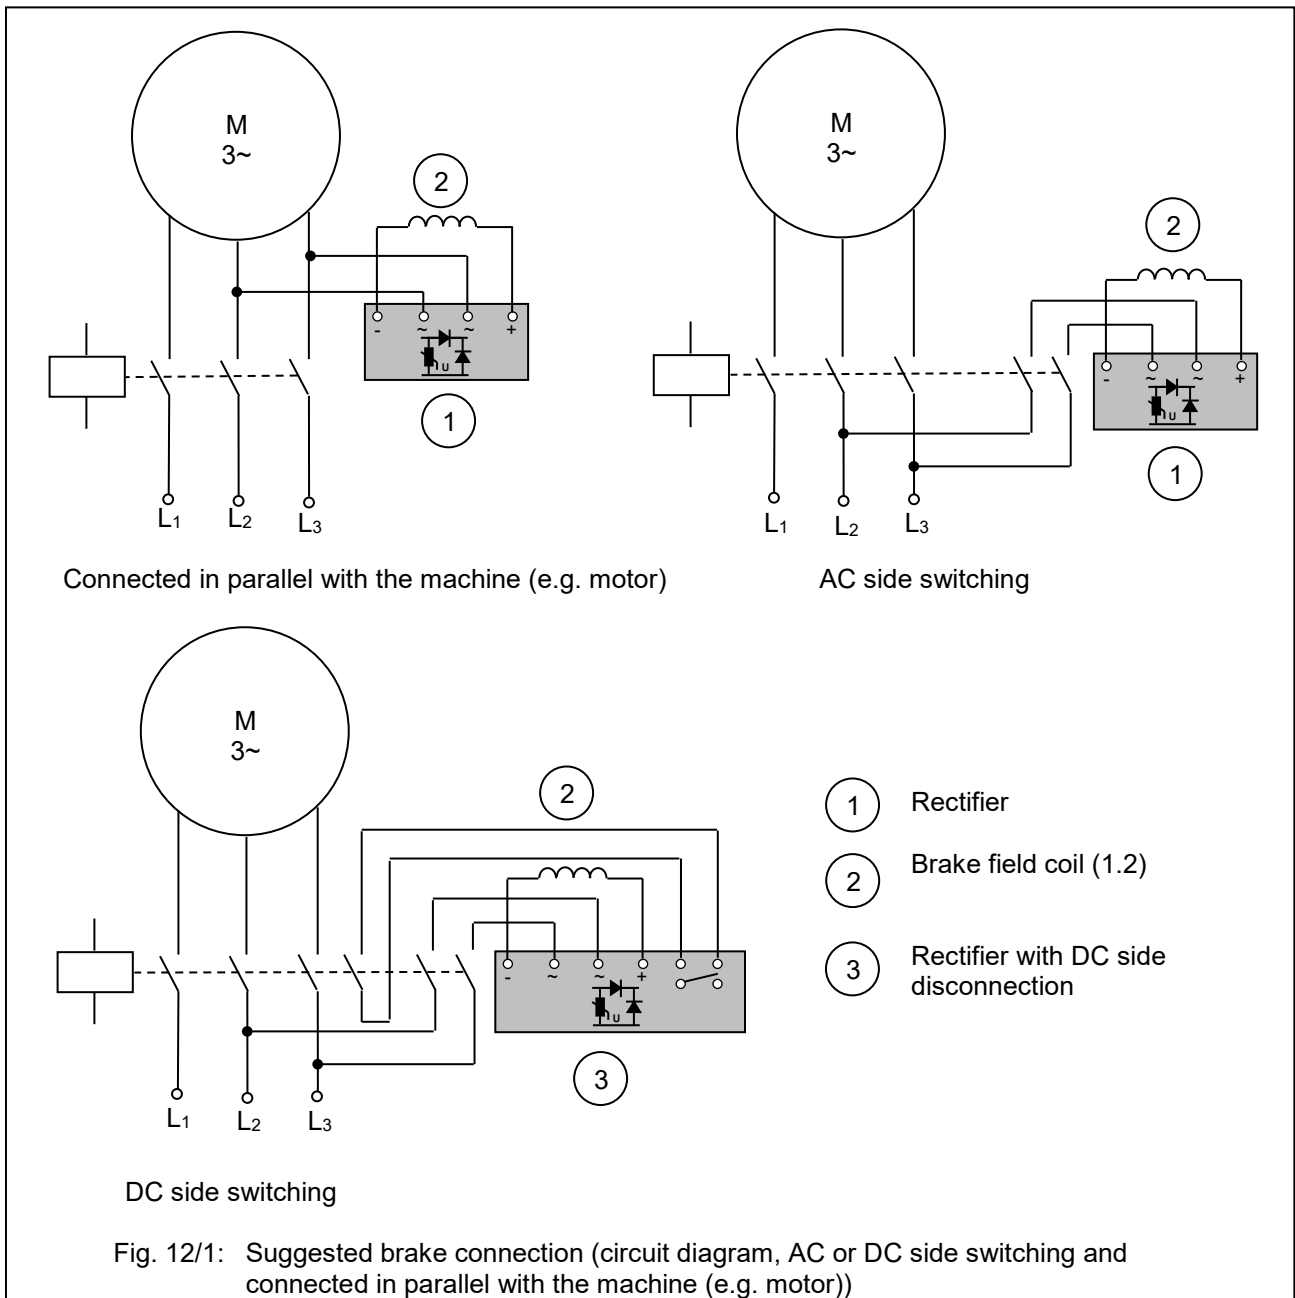 M
3~
2
- ~ ~ +
U
1
L1 L2 L3
Connected in parallel with the machine (e.g. motor)
M
3~
2
- ~ ~ +
U
1
L1 L2 L3
AC side switching
M
3~
2
- ~ ~ +
U
3
L1 L2 L3
DC side switching
1 Rectifier
2 Brake field coil (1.2)
3 Rectifier with DC side
disconnection
Fig. 12/1: Suggested brake connection (circuit diagram, AC or DC side switching and
connected in parallel with the machine (e.g. motor))